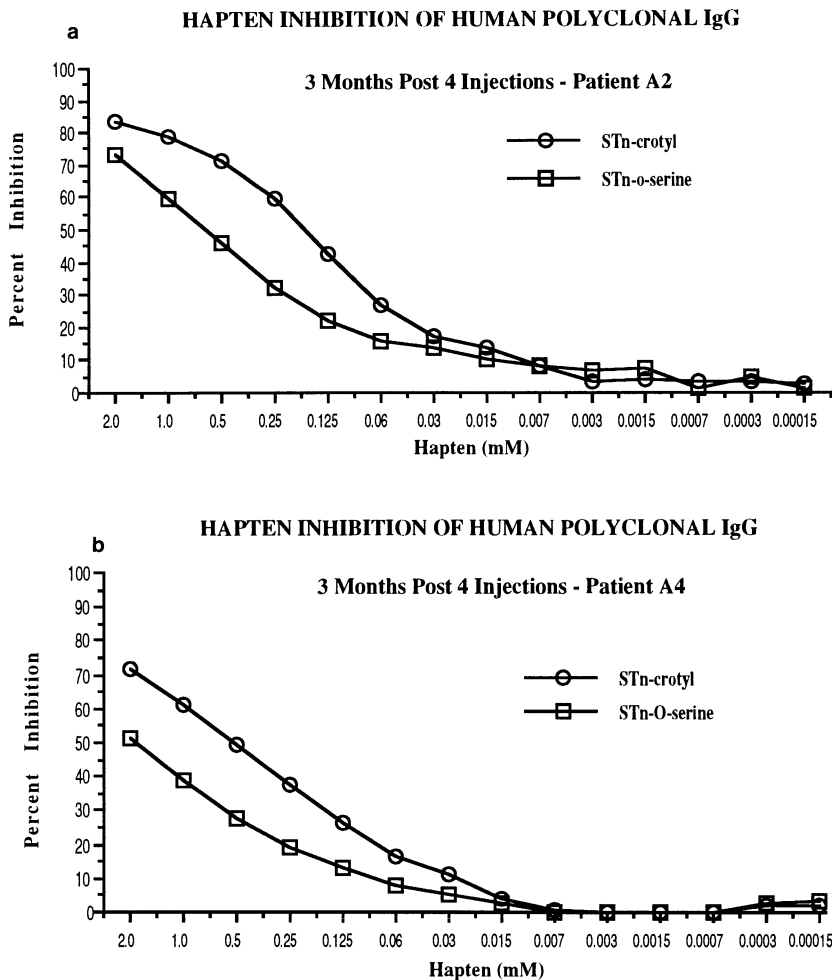 HAPTEN INHIBITION OF HUMAN POLYCLONAL IgG
a
3 Months Post 4 Injections - Patient A2
STn-crotyl
STn-o-serine
Percent Inhibition
100
90
80
70
60
50
40
30
20
10
0
2.0 1.0 0.5 0.25 0.125 0.06 0.03 0.015 0.007 0.003 0.0015 0.0007 0.0003 0.00015
Hapten (mM)
HAPTEN INHIBITION OF HUMAN POLYCLONAL IgG
b
3 Months Post 4 Injections - Patient A4
STn-crotyl
STn-O-serine
Percent Inhibition
100
90
80
70
60
50
40
30
20
10
0
2.0 1.0 0.5 0.25 0.125 0.06 0.03 0.015 0.007 0.003 0.0015 0.0007 0.0003 0.00015
Hapten (mM)